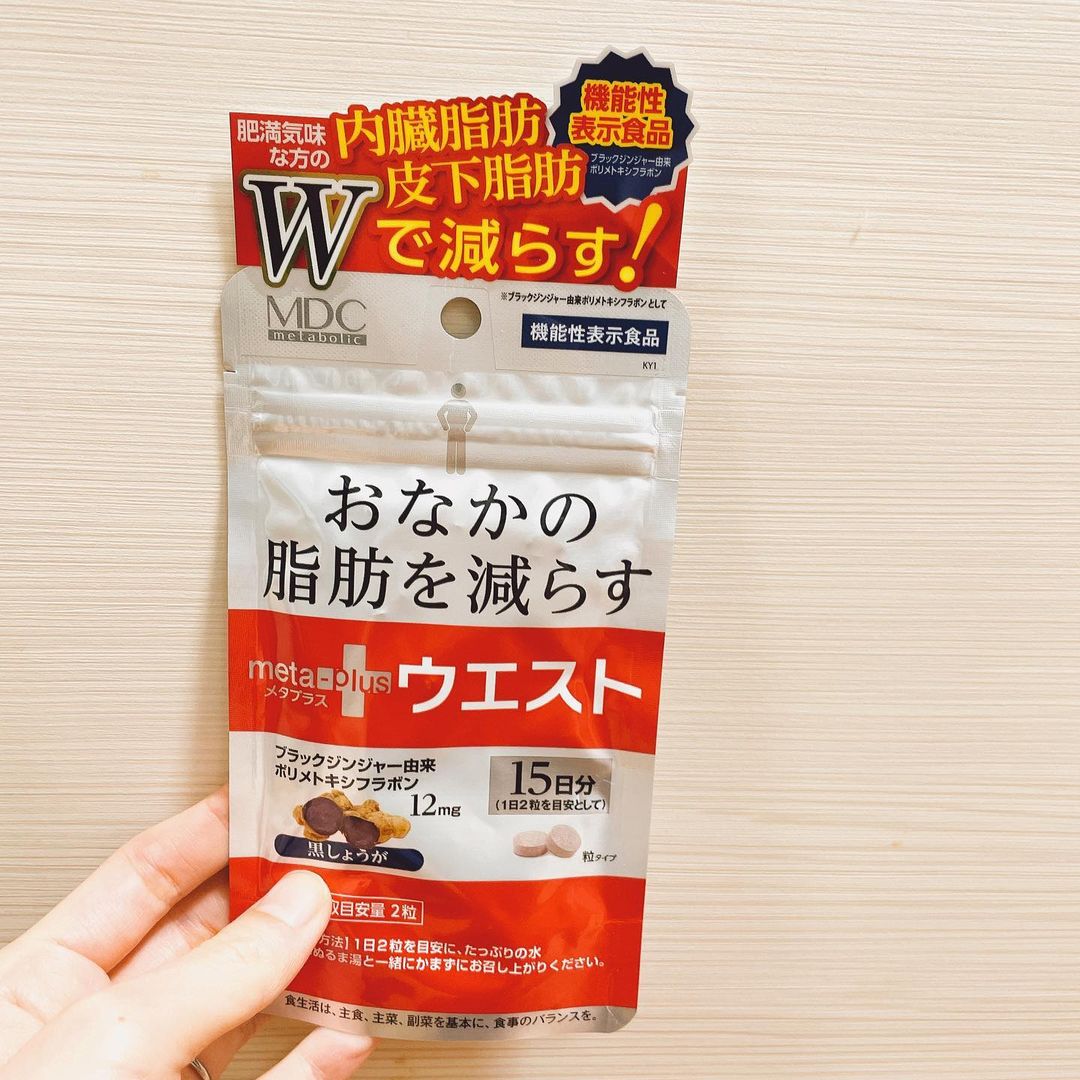 肥満気味
な方の
内臓脂肪
皮下脂肪
Wで減らす!
機能性
表示食品
ブラックジンジャー由来
ポリメトキシフラボン
MDC
metabolic
※ブラックジンジャー由来ポリメトキシフラボンとして
機能性表示食品
KY1
おなかの
脂肪を減らす
meta-plus
メタプラス
ウエスト
ブラックジンジャー由来
ポリメトキシフラボン
12mg
黒しょうが
15日分
(1日2粒を目安として)
粒タイプ
取目安量 2粒
方法】1日2粒を目安に、たっぷりの水
ぬるま湯と一緒にかまずにお召し上がりください。
食生活は、主食、主菜、副菜を基本に、食事のバランスを。